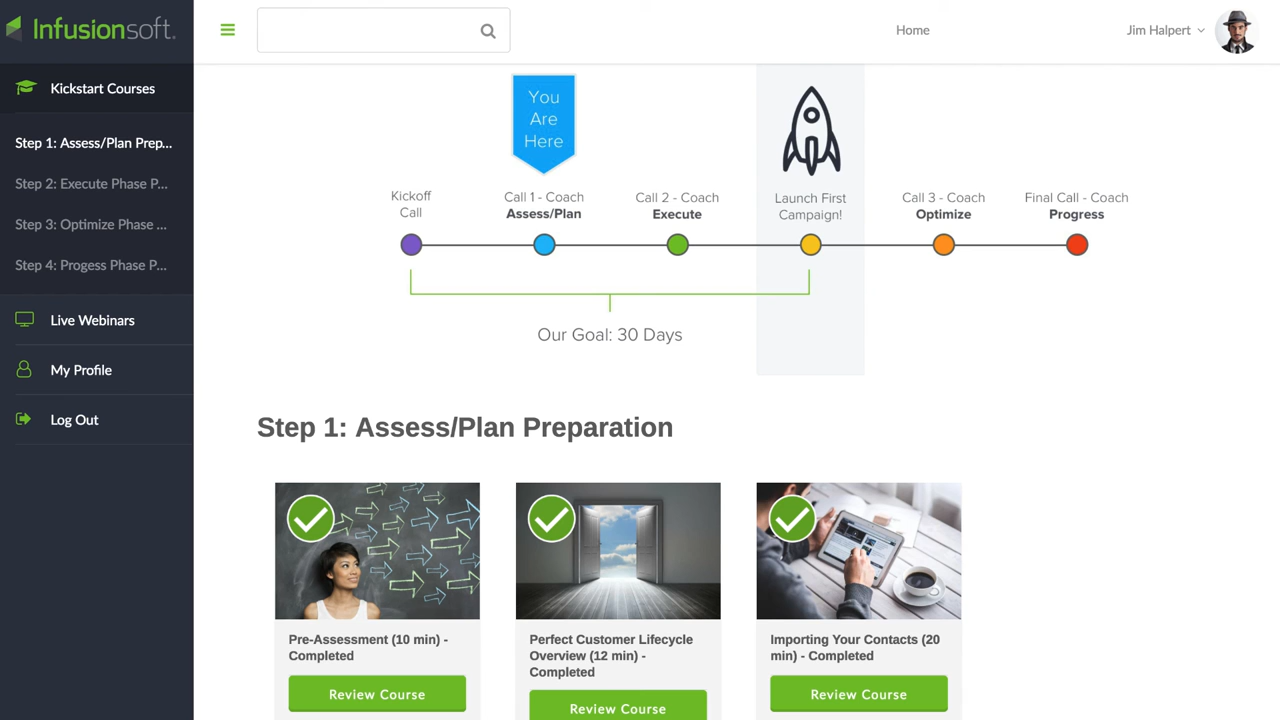 Infusionsoft.
Home
Jim Halpert
Kickstart Courses
Step 1: Assess/Plan Prep...
Step 2: Execute Phase P...
Step 3: Optimize Phase ...
Step 4: Progess Phase P...
Live Webinars
My Profile
Log Out
You
Are
Here
Kickoff
Call
Call 1 - Coach
Assess/Plan
Call 2 - Coach
Execute
Launch First
Campaign!
Call 3 - Coach
Optimize
Final Call - Coach
Progress
Our Goal: 30 Days
Step 1: Assess/Plan Preparation
Pre-Assessment (10 min) -
Completed
Review Course
Perfect Customer Lifecycle
Overview (12 min) -
Completed
Review Course
Importing Your Contacts (20
min) - Completed
Review Course